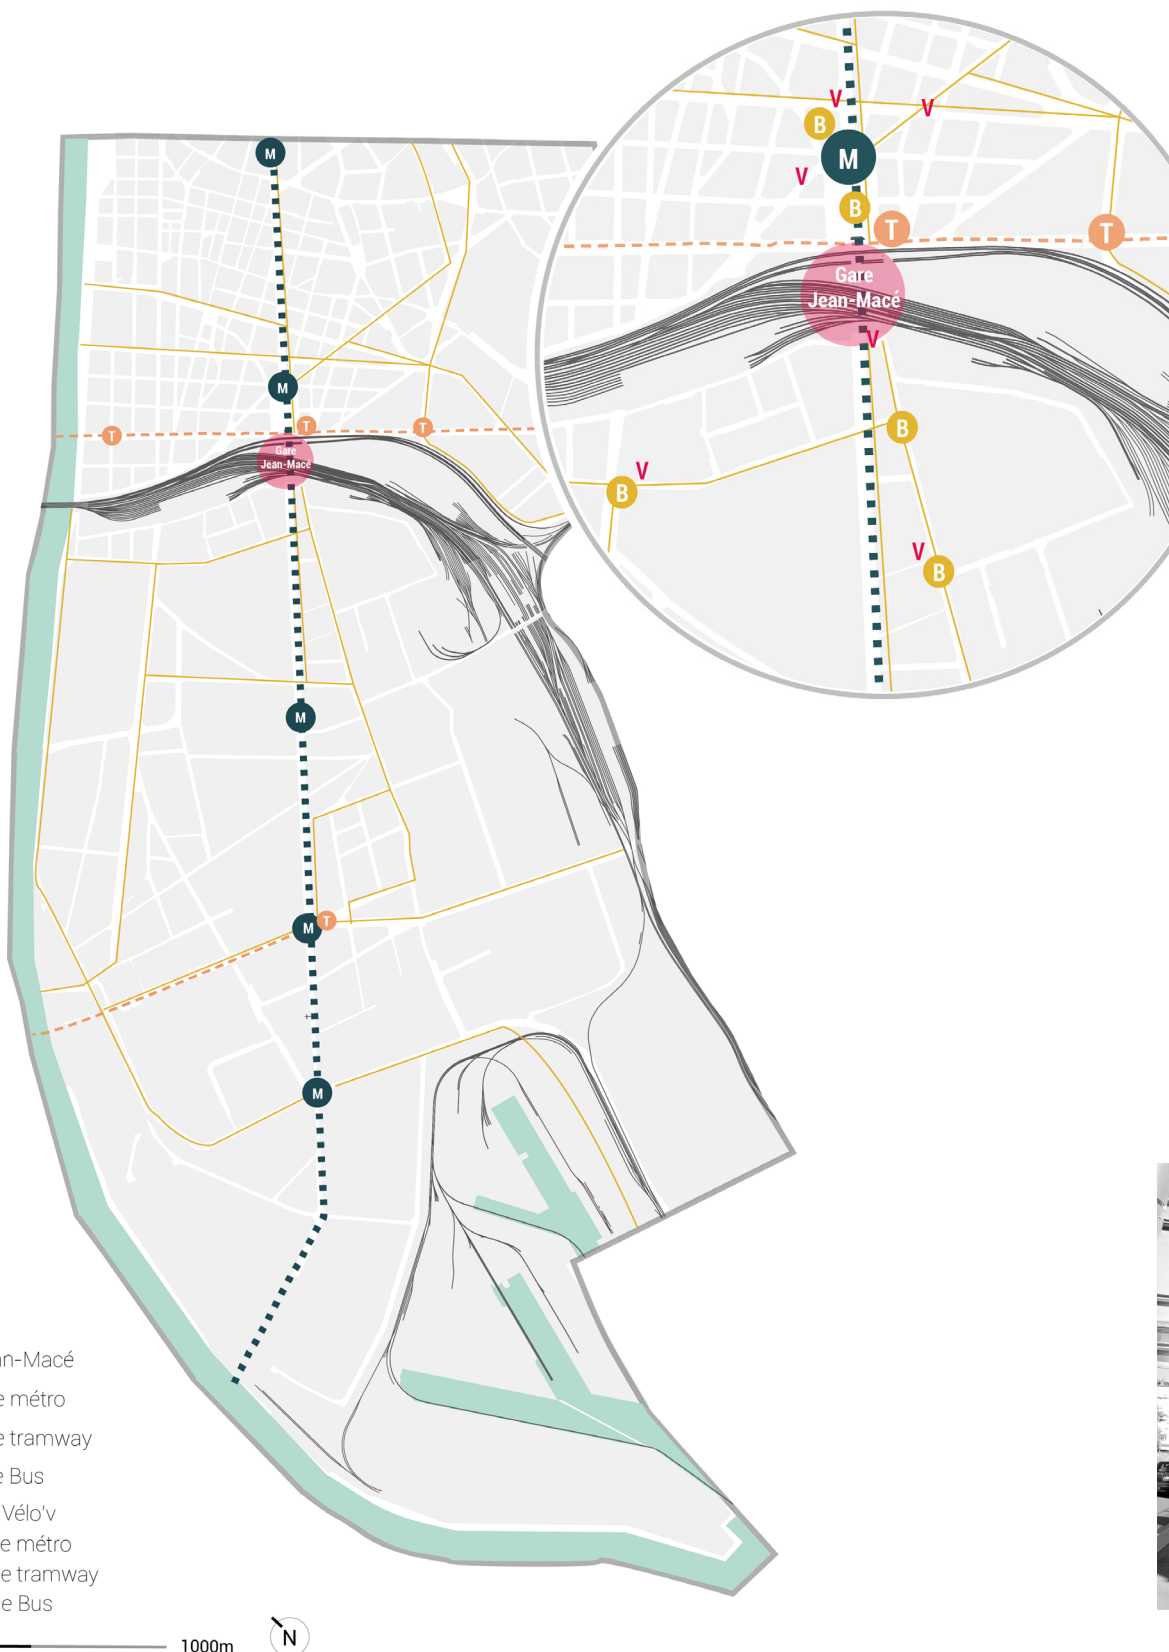 V
V
B
M
M
V
B
T
T
Gare
Jean-Macé
V
M
T
T
T
B
Gare
Jean-Macé
V
B
V
B
M
M
T
M
n-Macé
e métro
e tramway
e Bus
Vélo'v
e métro
e tramway
e Bus
1000m
N